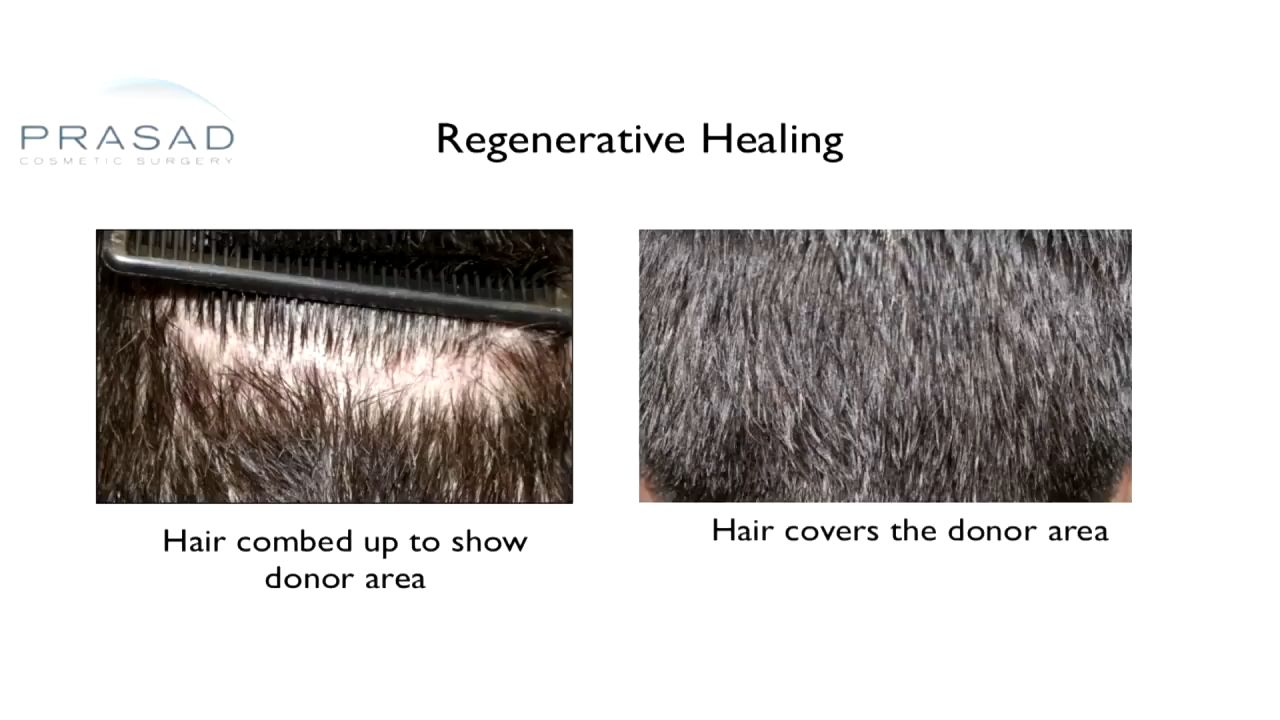 PRASAD
COSMETIC SURGERY
Regenerative Healing
Hair combed up to show
donor area
Hair covers the donor area